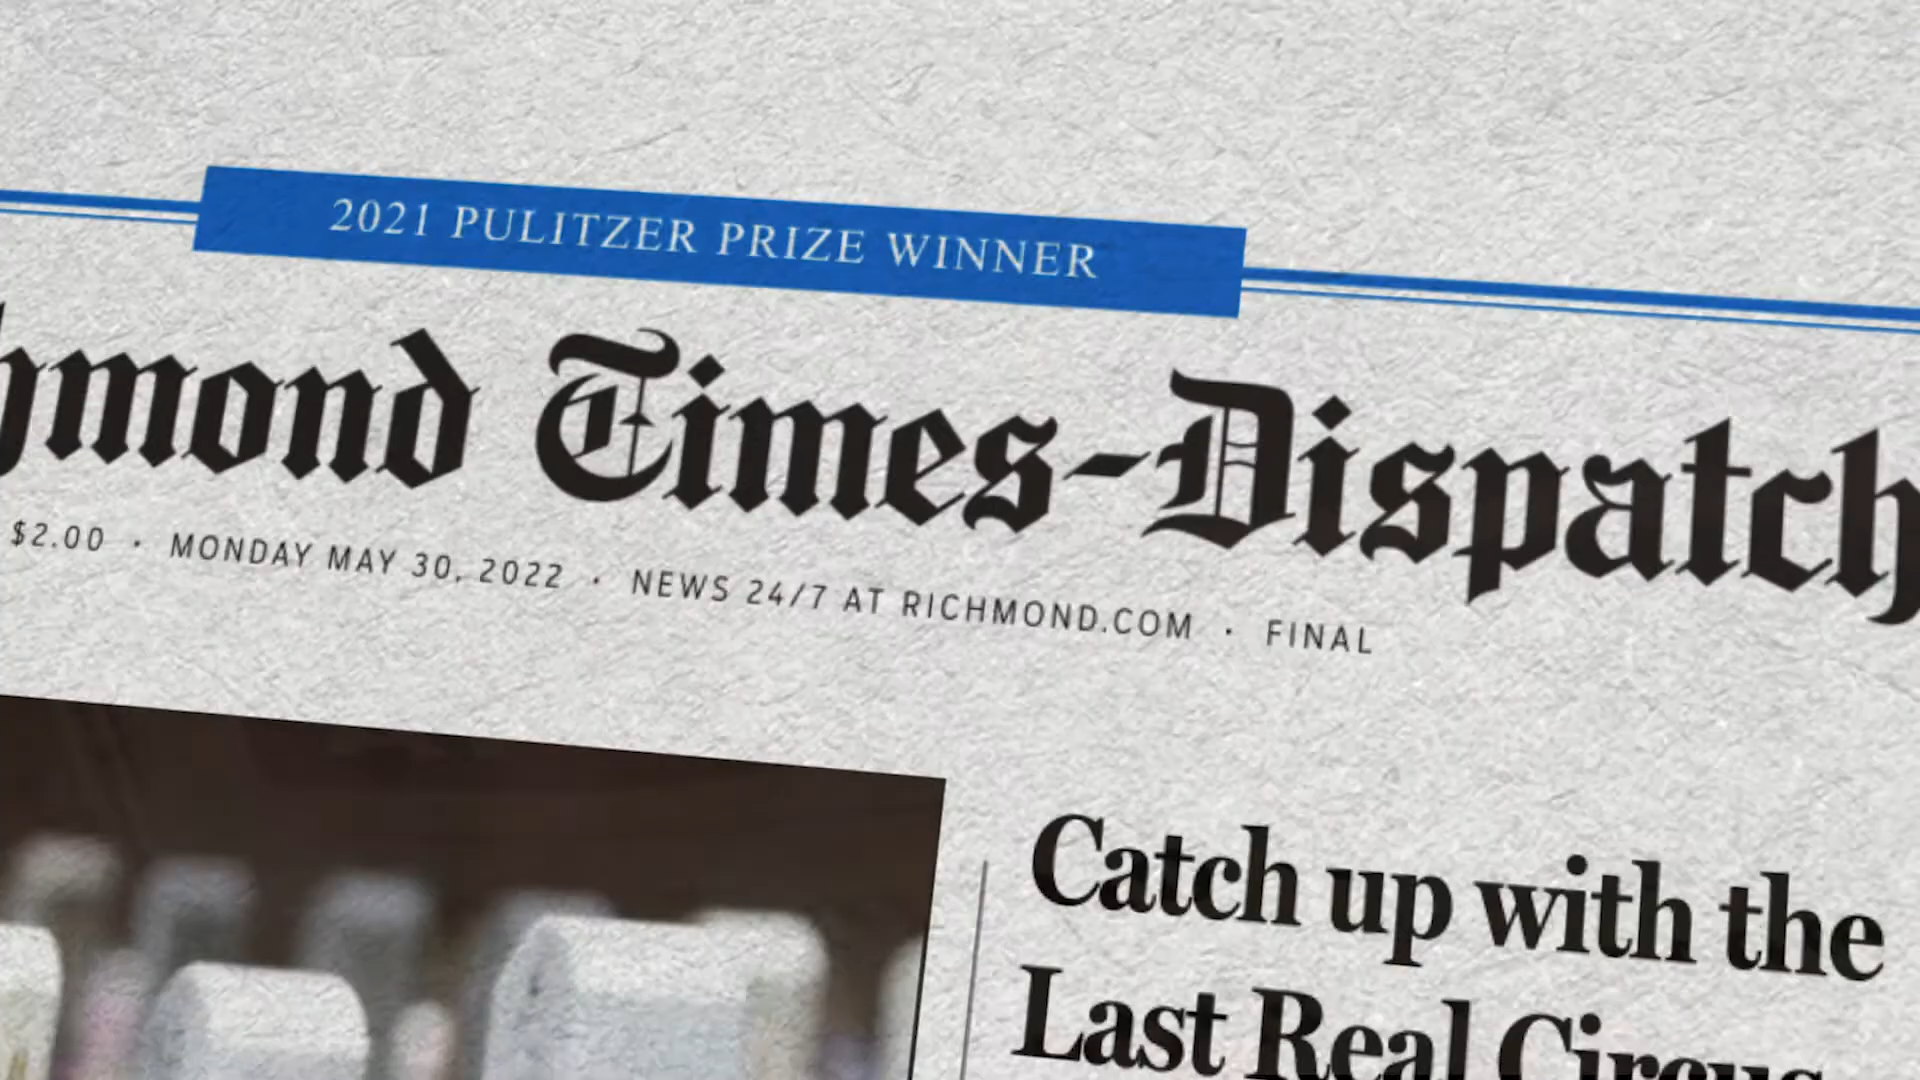 2021 PULITZER PRIZE WINNER
hmond Times-Dispatch
$2.00 · MONDAY MAY 30, 2022 · NEWS 24/7 AT RICHMOND.COM · FINAL
Catch up with the
Last Real Circus